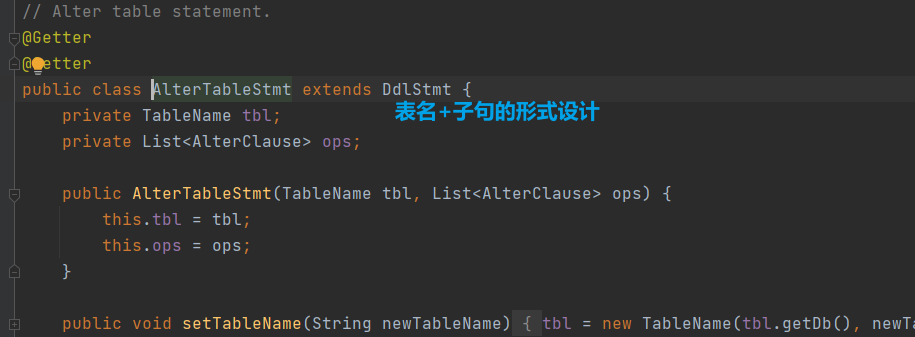 // Alter table statement.
@Getter
@etter
public class AlterTableStmt extends DdlStmt {
表名+子句的形式设计
private TableName tbl;
private List<AlterClause> ops;
public AlterTableStmt(TableName tbl, List<AlterClause> ops) {
this.tbl = tbl;
this.ops = ops;
}
public void setTableName(String newTableName) { tbl = new TableName(tbl.getDb(), newTa